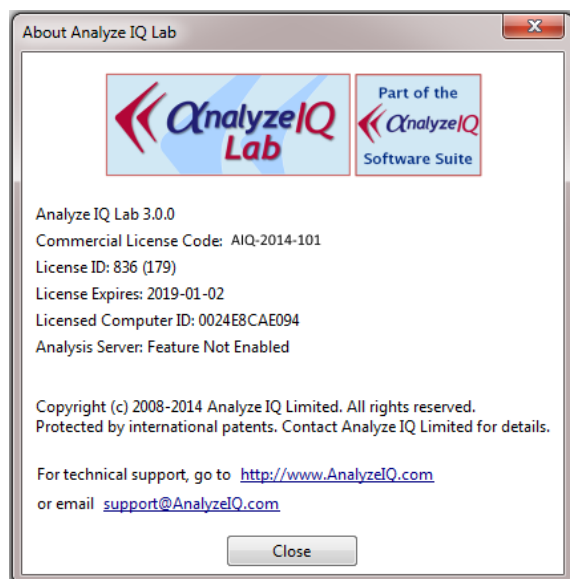 About Analyze IQ Lab
αnalyzeIQ
Lab
Part of the
αnalyzeIQ
Software Suite
Analyze IQ Lab 3.0.0
Commercial License Code: AIQ-2014-101
License ID: 836 (179)
License Expires: 2019-01-02
Licensed Computer ID: 0024E8CAE094
Analysis Server: Feature Not Enabled
Copyright (c) 2008-2014 Analyze IQ Limited. All rights reserved.
Protected by international patents. Contact Analyze IQ Limited for details.
For technical support, go to http://www.AnalyzeIQ.com
or email support@AnalyzeIQ.com
Close